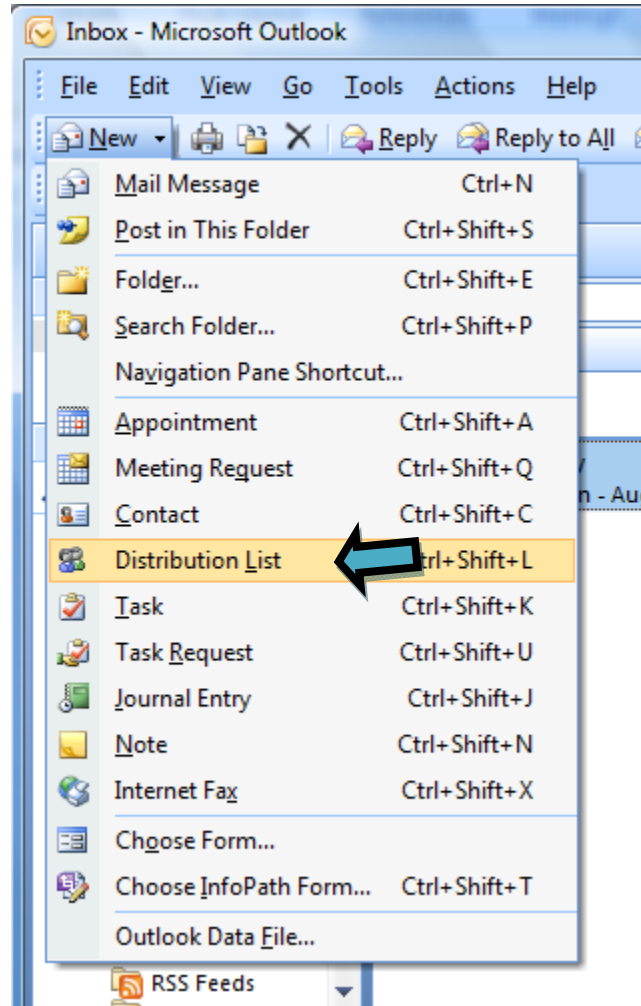 Inbox - Microsoft Outlook
File Edit View Go Tools Actions Help
New Reply Reply to All
Mail Message Ctrl+N
Post in This Folder Ctrl+Shift+S
Folder... Ctrl+Shift+E
Search Folder... Ctrl+Shift+P
Navigation Pane Shortcut...
Appointment Ctrl+Shift+A
Meeting Request Ctrl+Shift+Q
n - Au
Contact Ctrl+Shift+C
Distribution List trl+Shift+L
Task Ctrl+Shift+K
Task Request Ctrl+Shift+U
Journal Entry Ctrl+Shift+J
Note Ctrl+Shift+N
Internet Fax Ctrl+Shift+X
Choose Form...
Choose InfoPath Form... Ctrl+Shift+T
Outlook Data File...
RSS Feeds